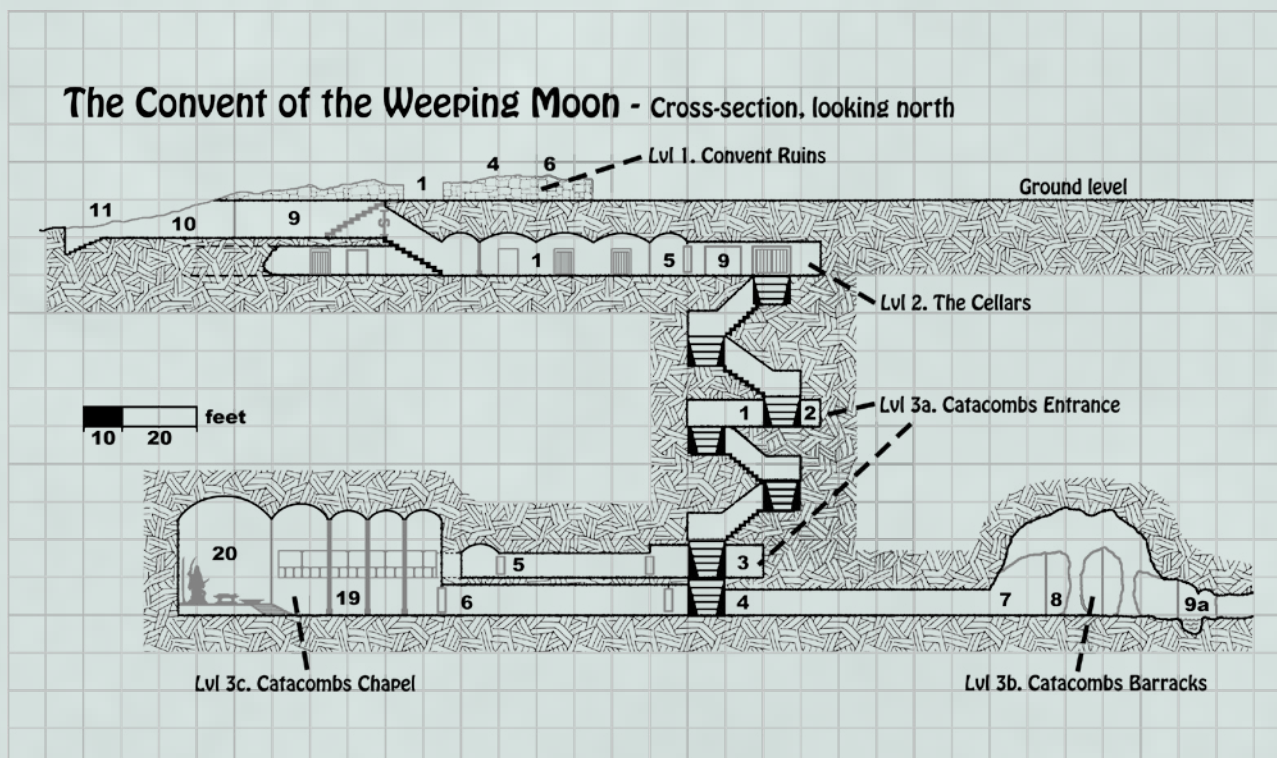 The Convent of the Weeping Moon - Cross-section, looking north
4 6
Lvl 1. Convent Ruins
1
Ground level
11
10
9
S
1
5
9
Lvl 2. The Cellars
feet
10 20
1
2
Lvl 3a. Catacombs Entrance
20
5
3
19
6
4
7
8
9a
Lvl 3c. Catacombs Chapel
Lvl 3b. Catacombs Barracks